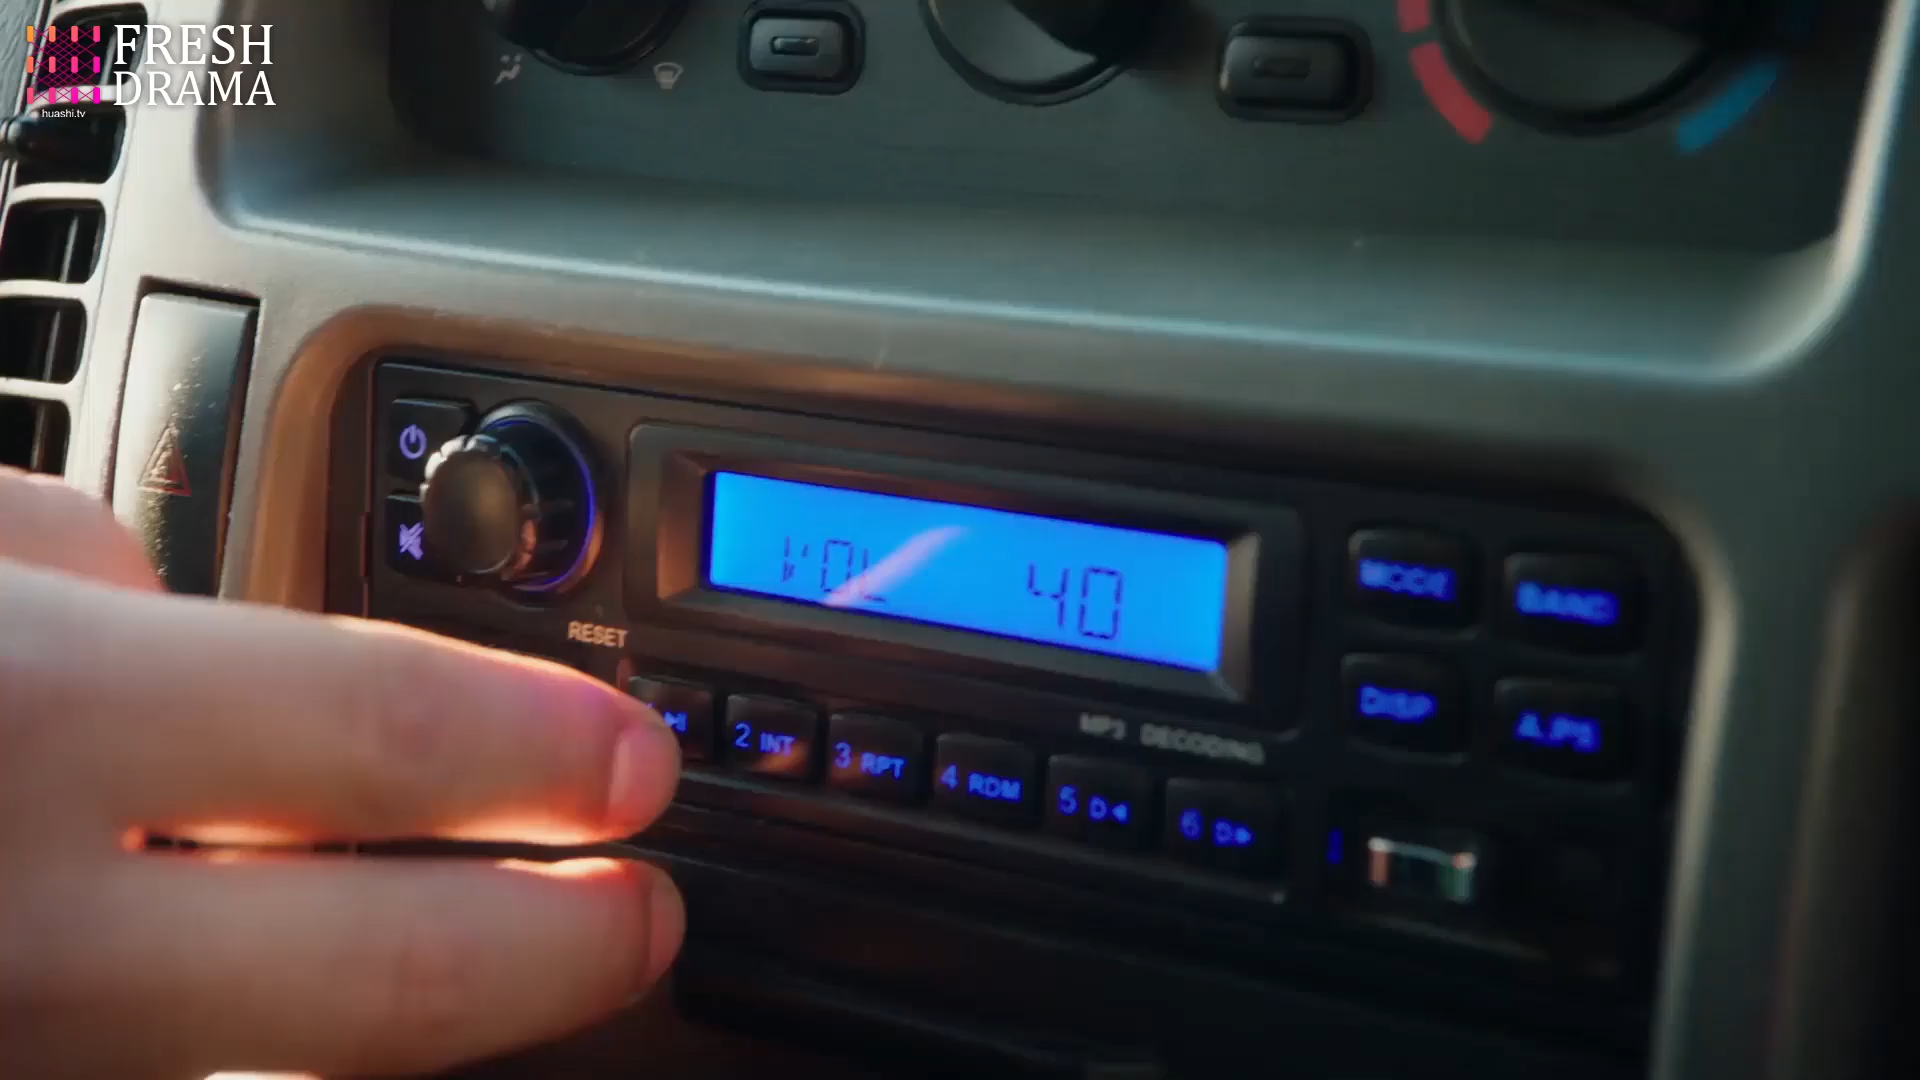 FRESH
DRAMA
huashi.tv
VOL 40
RESET
MODE
BAND
DISP
A.PS
MP3 DECODING
2 INT
3 RPT
4 RDM
5 D◄
6 D►